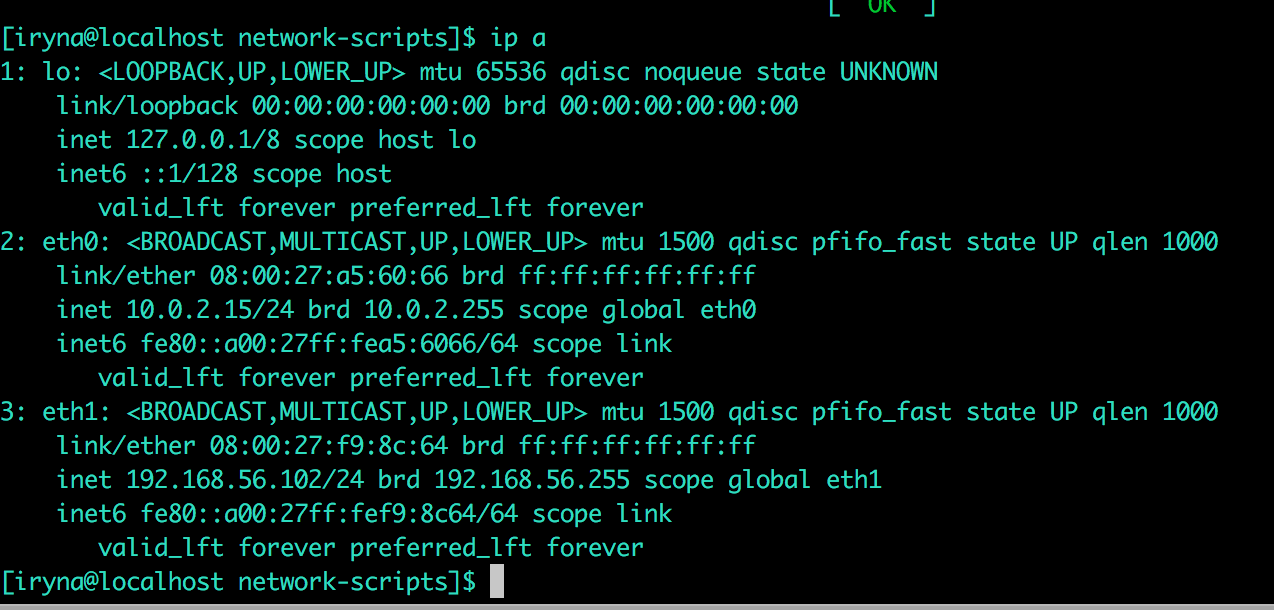 [ OK ]
[iryna@localhost network-scripts]$ ip a
1: lo: <LOOPBACK,UP,LOWER_UP> mtu 65536 qdisc noqueue state UNKNOWN
    link/loopback 00:00:00:00:00:00 brd 00:00:00:00:00:00
    inet 127.0.0.1/8 scope host lo
    inet6 ::1/128 scope host
       valid_lft forever preferred_lft forever
2: eth0: <BROADCAST,MULTICAST,UP,LOWER_UP> mtu 1500 qdisc pfifo_fast state UP qlen 1000
    link/ether 08:00:27:a5:60:66 brd ff:ff:ff:ff:ff:ff
    inet 10.0.2.15/24 brd 10.0.2.255 scope global eth0
    inet6 fe80::a00:27ff:fea5:6066/64 scope link
       valid_lft forever preferred_lft forever
3: eth1: <BROADCAST,MULTICAST,UP,LOWER_UP> mtu 1500 qdisc pfifo_fast state UP qlen 1000
    link/ether 08:00:27:f9:8c:64 brd ff:ff:ff:ff:ff:ff
    inet 192.168.56.102/24 brd 192.168.56.255 scope global eth1
    inet6 fe80::a00:27ff:fef9:8c64/64 scope link
       valid_lft forever preferred_lft forever
[iryna@localhost network-scripts]$